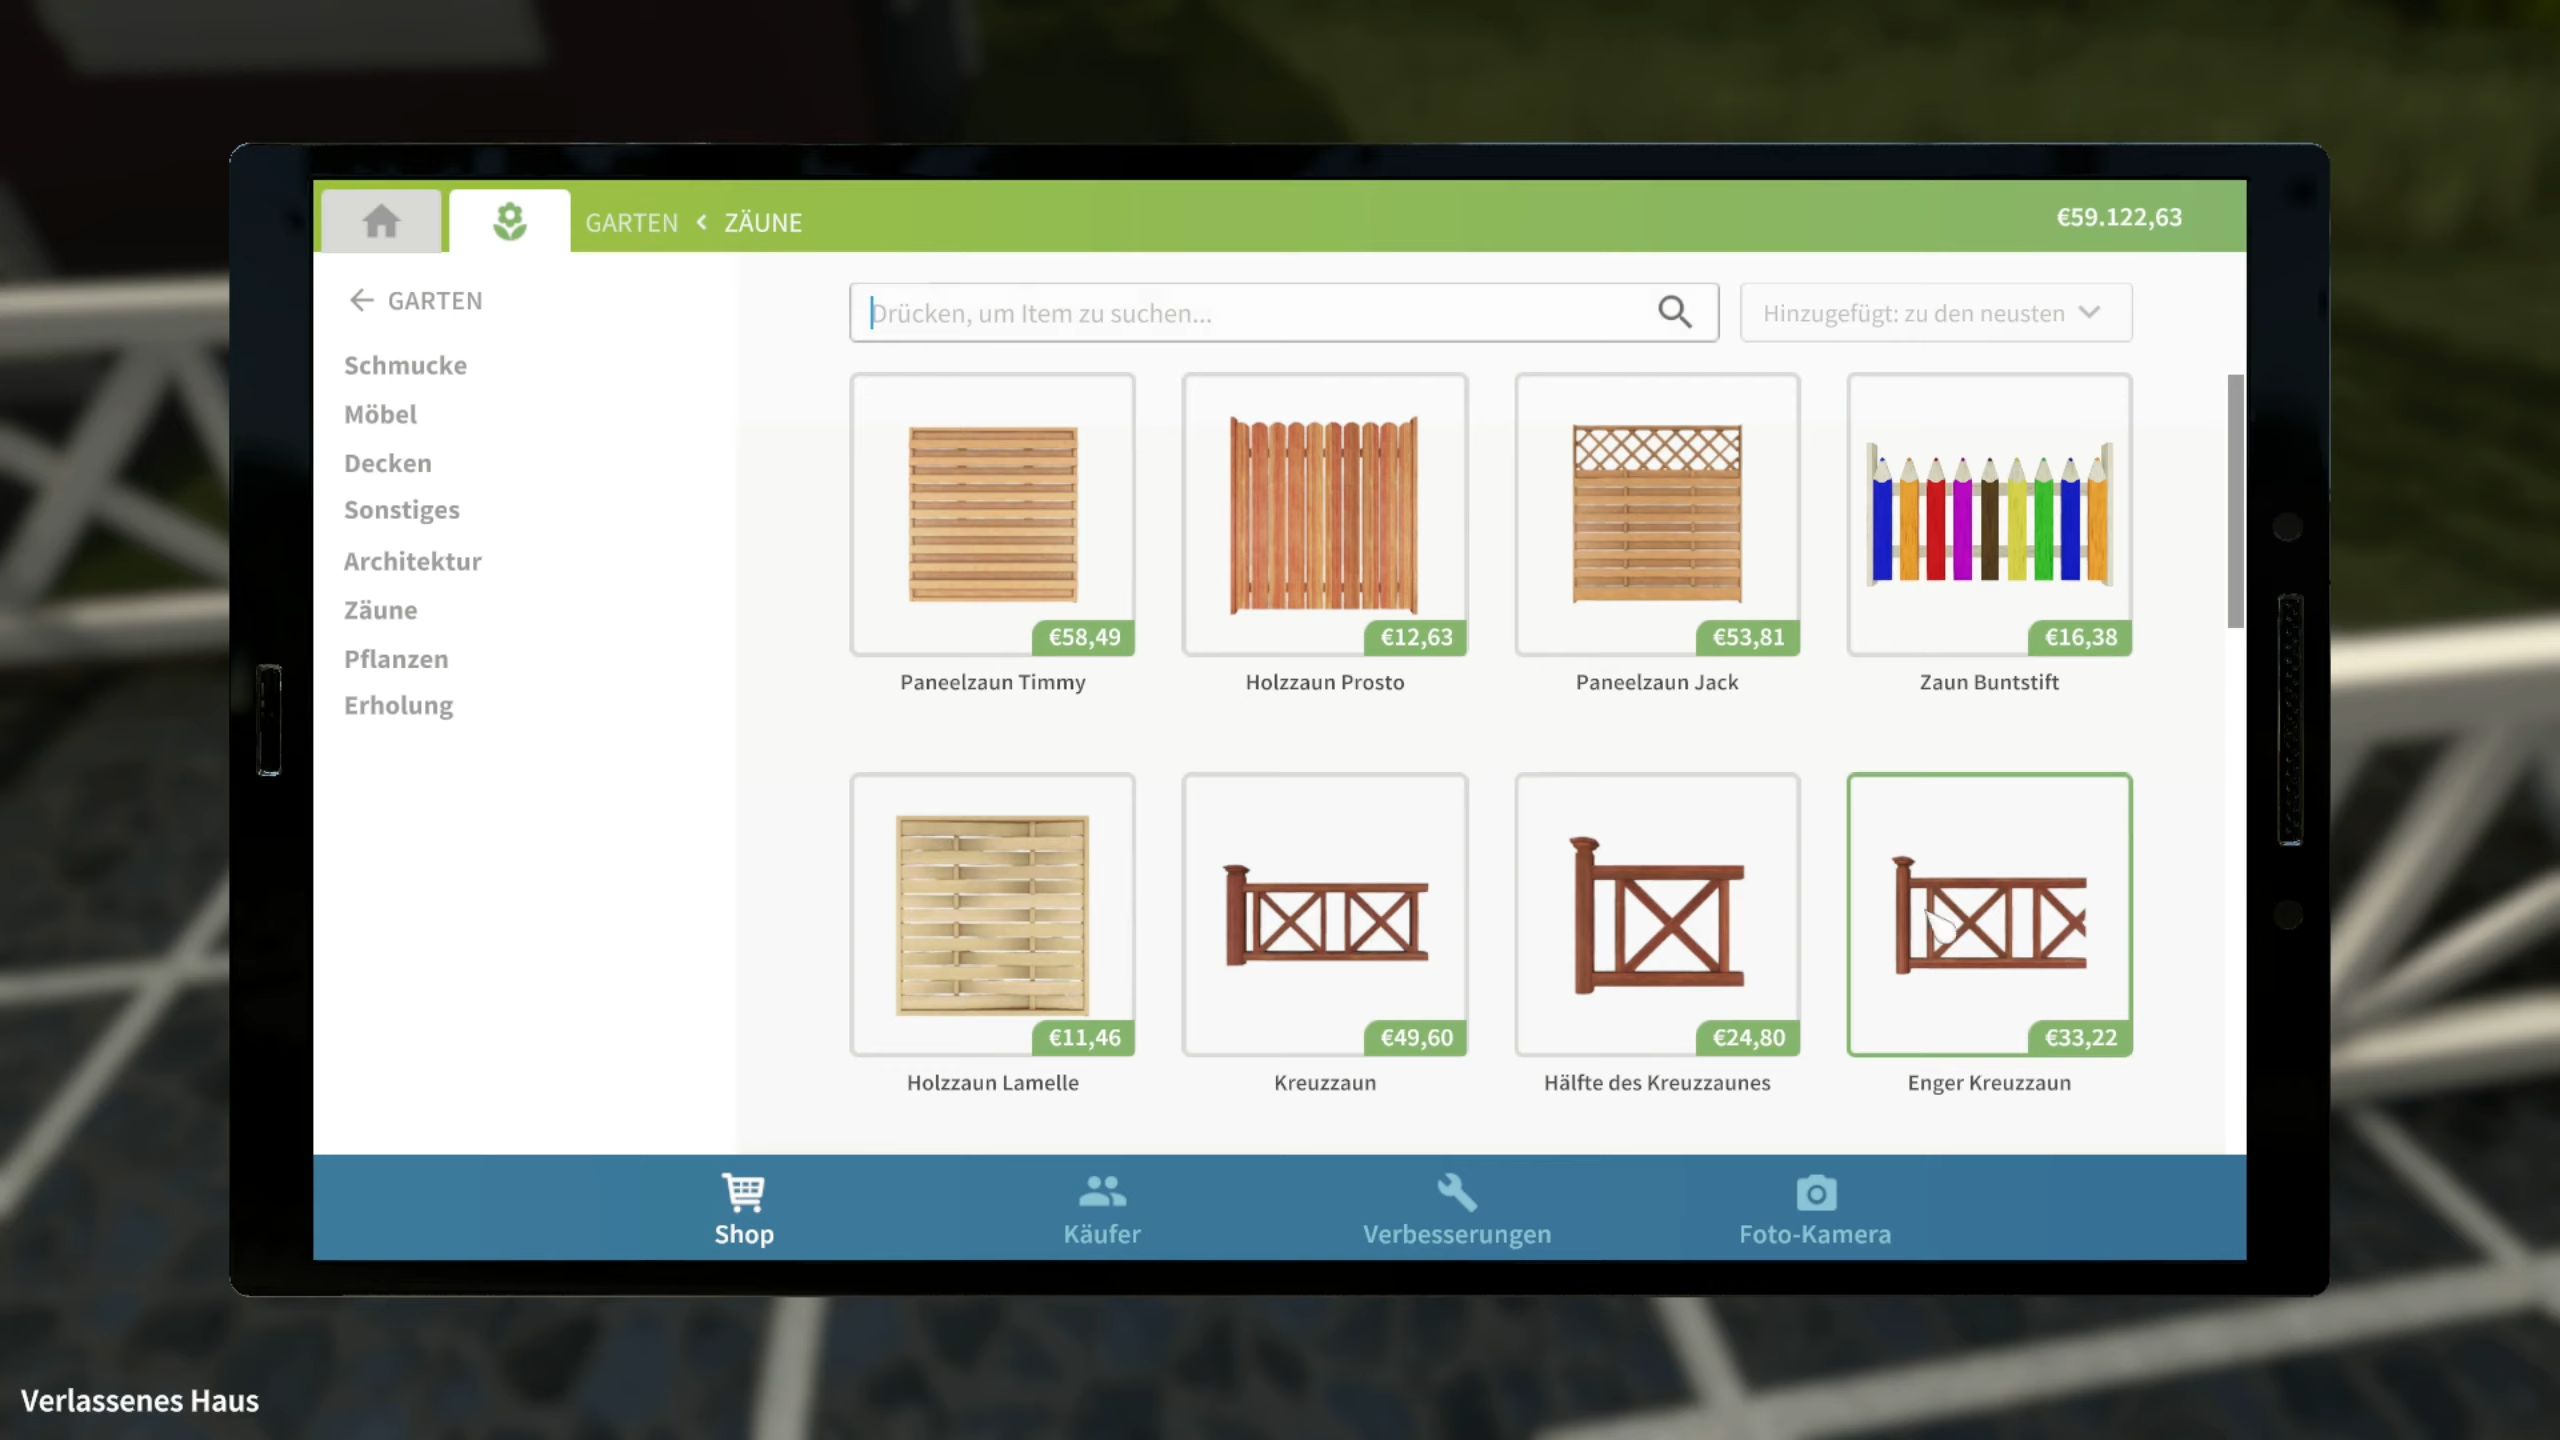 GARTEN < ZÄUNE
€59.122,63
← GARTEN
Schmucke
Möbel
Decken
Sonstiges
Architektur
Zäune
Pflanzen
Erholung
Drücken, um Item zu suchen...
Hinzugefügt: zu den neusten
€58,49
€12,63
€53,81
€16,38
Paneelzaun Timmy
Holzzaun Prosto
Paneelzaun Jack
Zaun Buntstift
€11,46
€49,60
€24,80
€33,22
Holzzaun Lamelle
Kreuzzaun
Hälfte des Kreuzzaunes
Enger Kreuzzaun
Shop
Käufer
Verbesserungen
Foto-Kamera
Verlassenes Haus